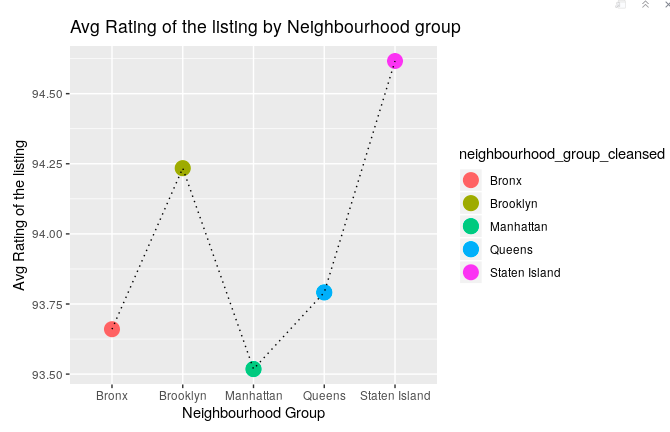 Avg Rating of the listing by Neighbourhood group
Avg Rating of the listing
94.50
94.25
94.00
93.75
93.50
Bronx Brooklyn Manhattan Queens Staten Island
Neighbourhood Group
neighbourhood_group_cleansed
Bronx
Brooklyn
Manhattan
Queens
Staten Island